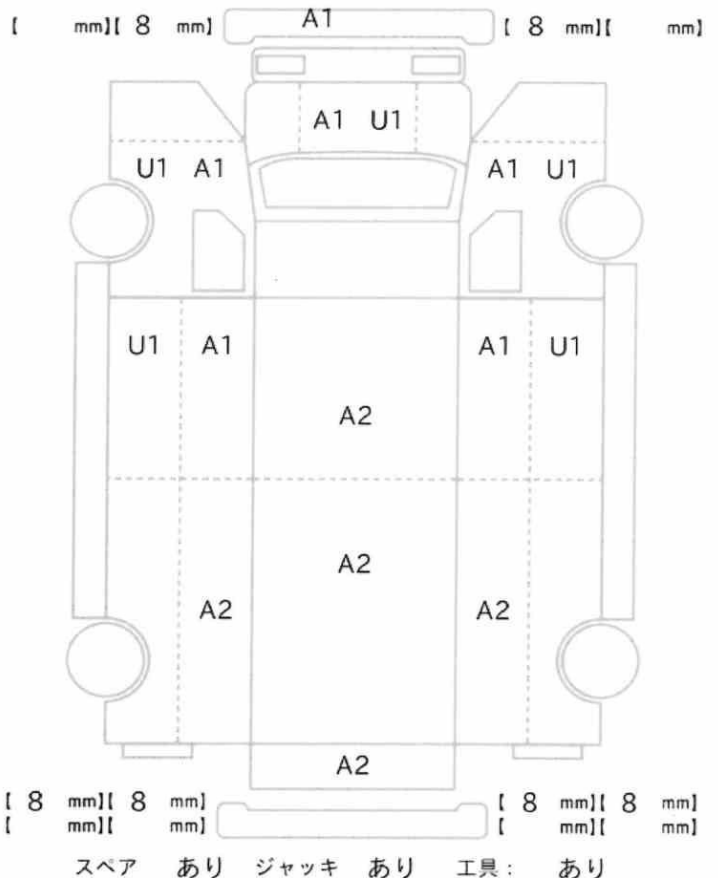 【 mm】【 8 mm】 A1 【 8 mm】【 mm】
A1 U1
U1 A1 A1 U1
U1 A1 A1 U1
A2
A2
A2 A2
A2
【 8 mm】【 8 mm】 【 8 mm】【 8 mm】
【 mm】【 mm】 【 mm】【 mm】
スペア あり ジャッキ あり 工具： あり